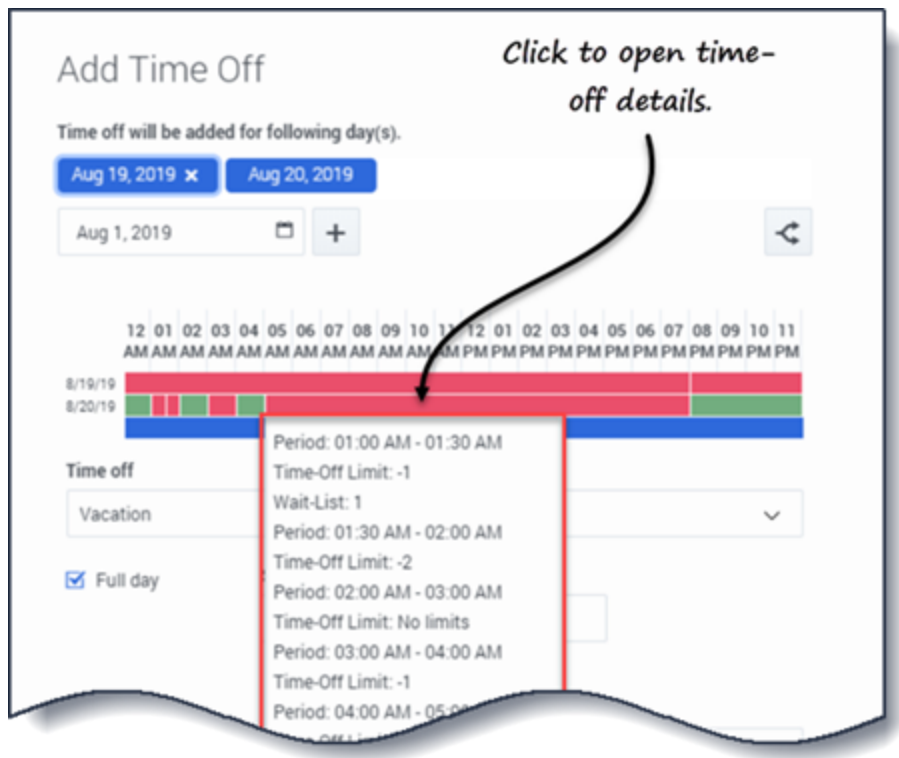 Add Time Off
Click to open time-
off details.
Time off will be added for following day(s).
Aug 19, 2019 × Aug 20, 2019
Aug 1, 2019 +
12 01 02 03 04 05 06 07 08 09 10 11 12 01 02 03 04 05 06 07 08 09 10 11
AM AM AM AM AM AM AM AM AM AM AM AM PM PM PM PM PM PM PM PM PM PM PM PM
8/19/19
8/20/19
Time off
Vacation
Full day
Period: 01:00 AM - 01:30 AM
Time-Off Limit: -1
Wait-List: 1
Period: 01:30 AM - 02:00 AM
Time-Off Limit: -2
Period: 02:00 AM - 03:00 AM
Time-Off Limit: No limits
Period: 03:00 AM - 04:00 AM
Time-Off Limit: -1
Period: 04:00 AM - 05: